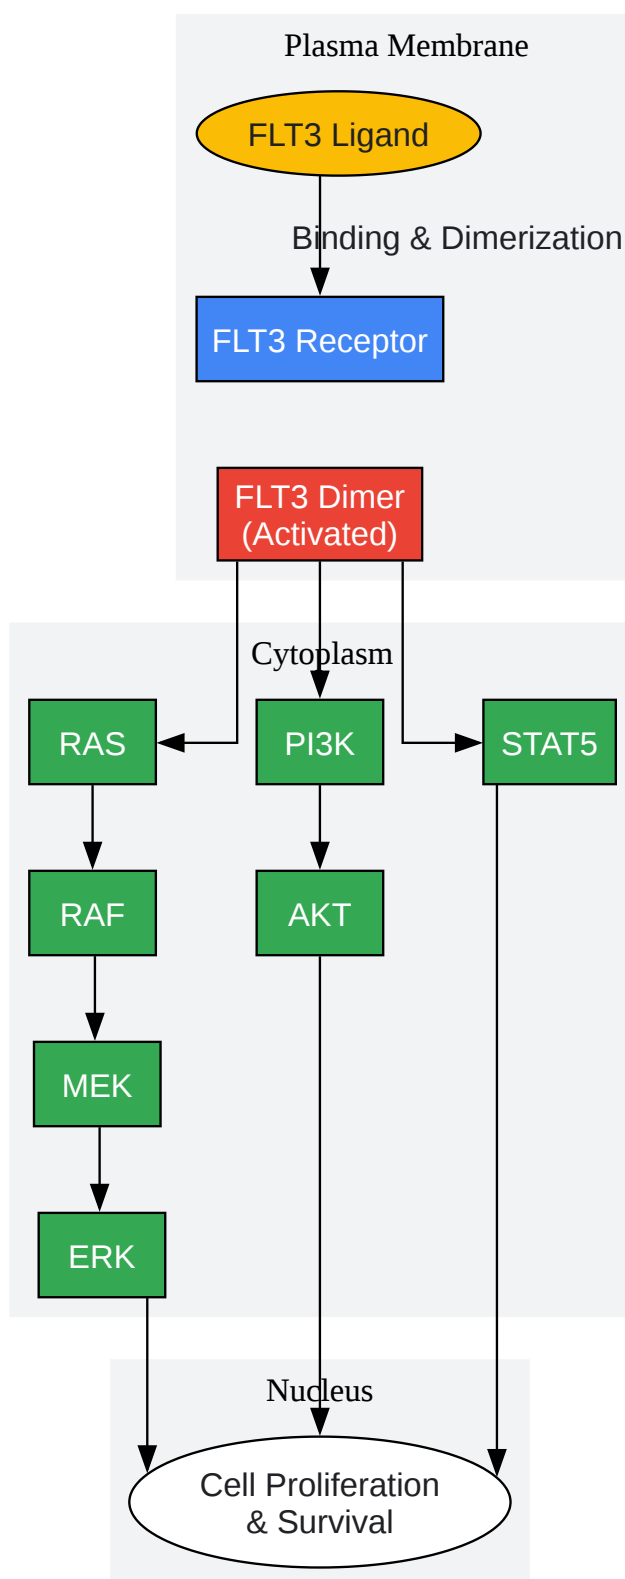 Plasma Membrane
FLT3 Ligand
Binding & Dimerization
FLT3 Receptor
FLT3 Dimer
(Activated)
Cytoplasm
RAS
PI3K
STAT5
RAF
AKT
MEK
ERK
Nucleus
Cell Proliferation
& Survival